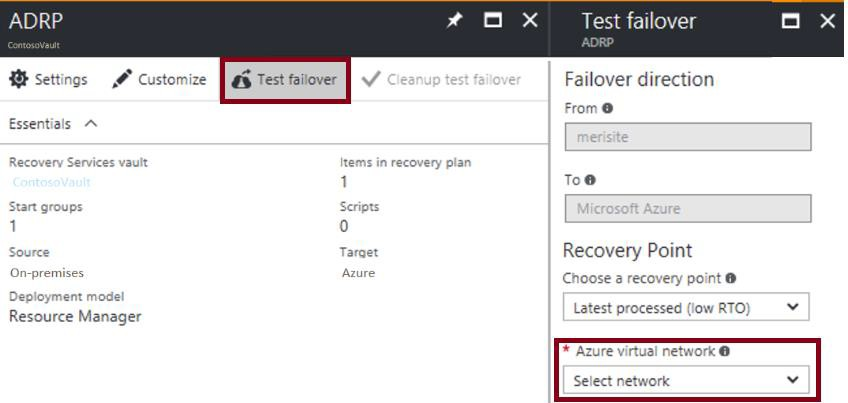 ADRP
ContosoVault
Settings
Customize
Test failover
Cleanup test failover
Essentials
Recovery Services vault
ContosoVault
Items in recovery plan
1
Start groups
1
Scripts
0
Source
On-premises
Target
Azure
Deployment model
Resource Manager
Test failover
ADRP
Failover direction
From
merisite
To
Microsoft Azure
Recovery Point
Choose a recovery point
Latest processed (low RTO)
* Azure virtual network
Select network